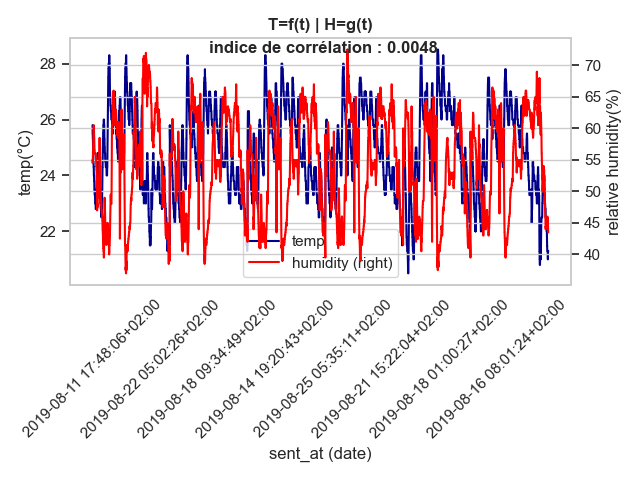 T=f(t) | H=g(t)
indice de corrélation : 0.0048
28
26
24
22
temp(°C)
70
65
60
55
50
45
40
relative humidity(%)
temp
humidity (right)
2019-08-11 17:48:06+02:00
2019-08-22 05:02:26+02:00
2019-08-18 09:34:49+02:00
2019-08-14 19:20:43+02:00
2019-08-25 05:35:11+02:00
2019-08-21 15:22:04+02:00
2019-08-18 01:00:27+02:00
2019-08-16 08:01:24+02:00
sent_at (date)